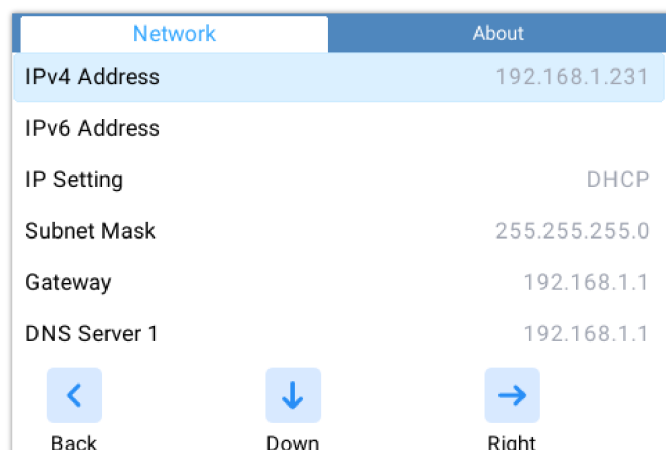 Network About
IPv4 Address 192.168.1.231
IPv6 Address
IP Setting DHCP
Subnet Mask 255.255.255.0
Gateway 192.168.1.1
DNS Server 1 192.168.1.1
Back Down Right